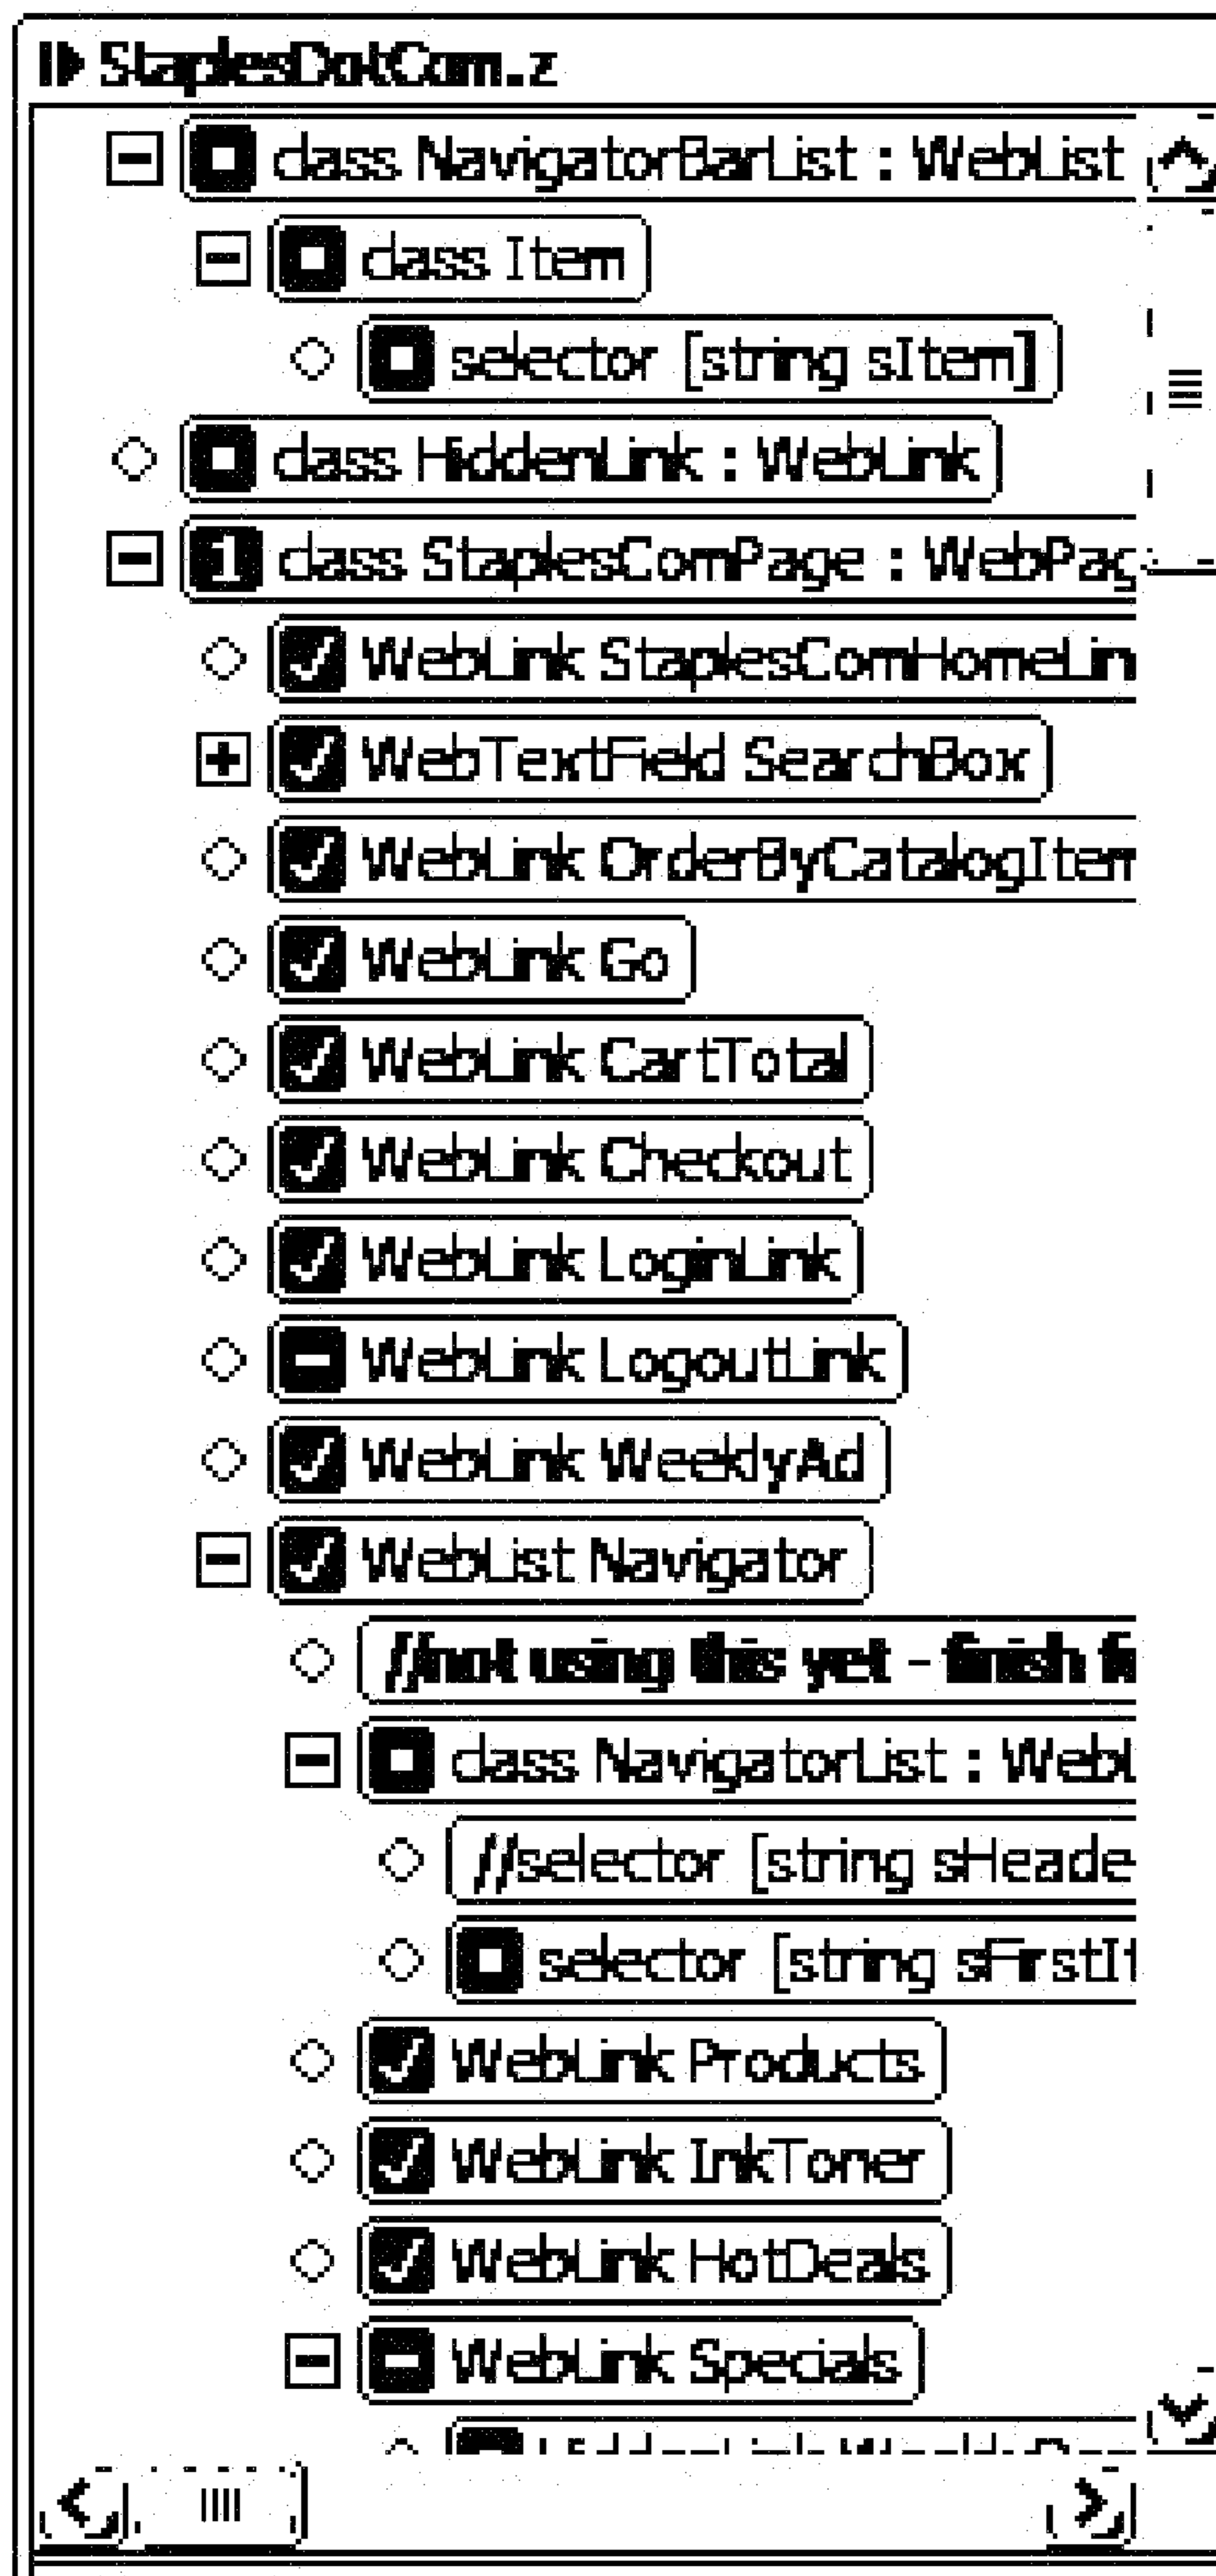 StaplesDotCom.z
class NavigatorBarList : WebList
class Item
selector [string sItem]
class HiddenLink : WebLink
1 class StaplesComPage : WebPag
WebLink StaplesComHomeLin
WebTextField SearchBox
WebLink OrderByCatalogItem
WebLink Go
WebLink CartTotal
WebLink Checkout
WebLink LoginLink
WebLink LogoutLink
WebLink WeeklyAd
WebList Navigator
//not using this yet - finish
class NavigatorList : WebL
//selector [string sHeade
selector [string sFirstIt
WebLink Products
WebLink InkToner
WebLink HotDeals
WebLink Specials